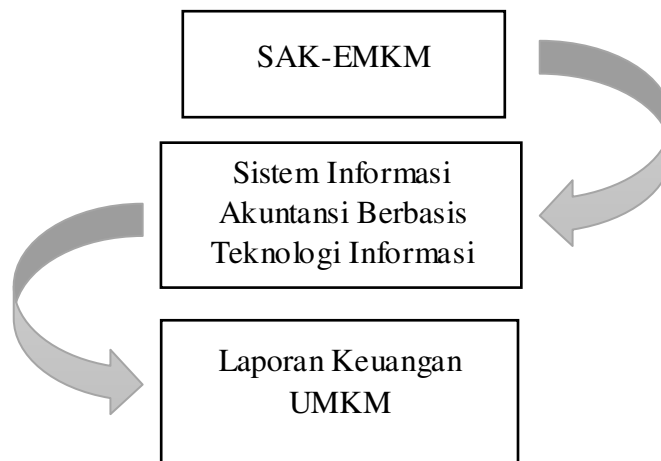 SAK-EMKM
Sistem Informasi
Akuntansi Berbasis
Teknologi Informasi
Laporan Keuangan
UMKM